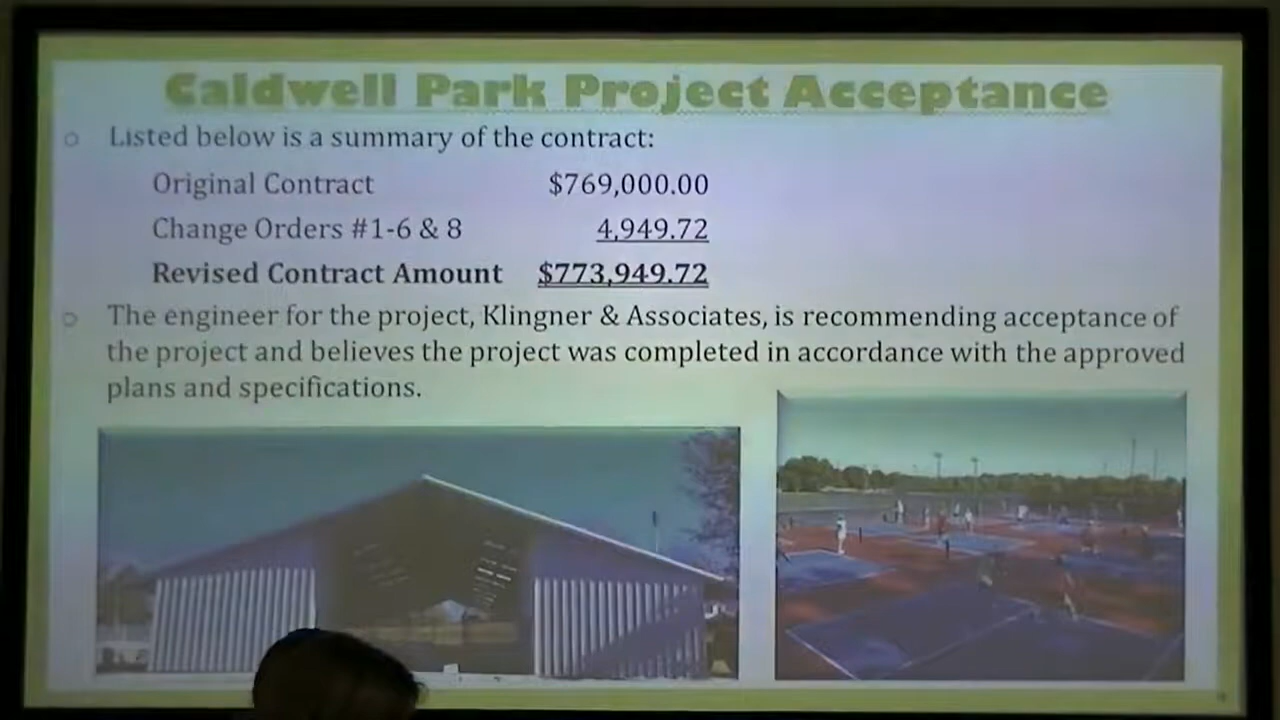 Caldwell Park Project Acceptance
Listed below is a summary of the contract:
Original Contract $769,000.00
Change Orders #1-6 & 8 4,949.72
Revised Contract Amount $773,949.72
The engineer for the project, Klingner & Associates, is recommending acceptance of
the project and believes the project was completed in accordance with the approved
plans and specifications.